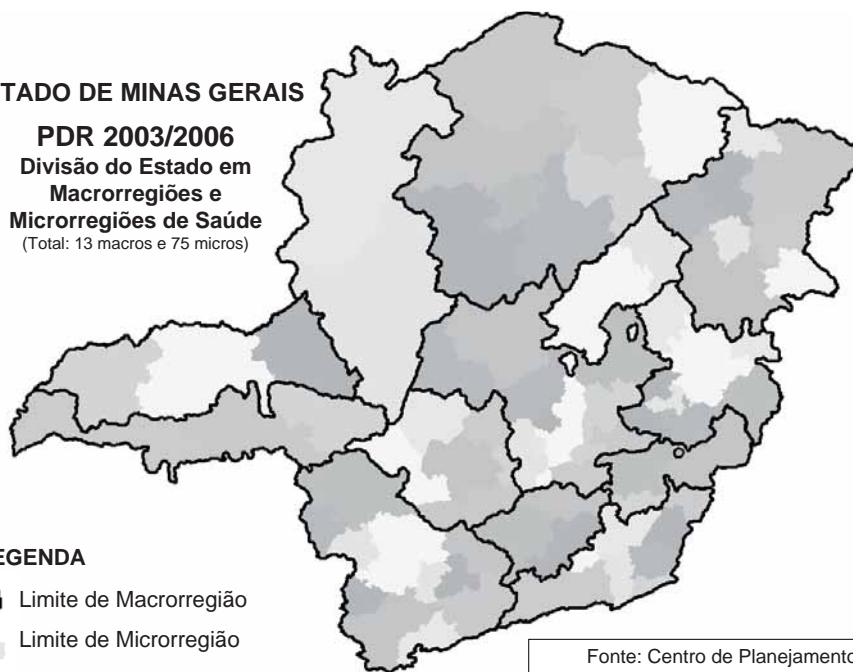 TADO DE MINAS GERAIS
PDR 2003/2006
Divisão do Estado em
Macrorregiões e
Microrregiões de Saúde
(Total: 13 macros e 75 micros)
EGENDA
Limite de Macrorregião
Limite de Microrregião
Fonte: Centro de Planejamento